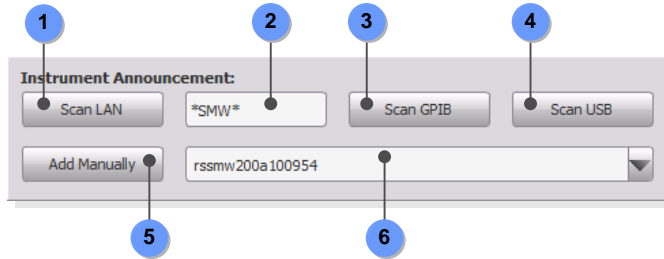 1 2 3 4
Instrument Announcement:
Scan LAN *SMW* Scan GPIB Scan USB
Add Manually rssmw200a100954
5 6